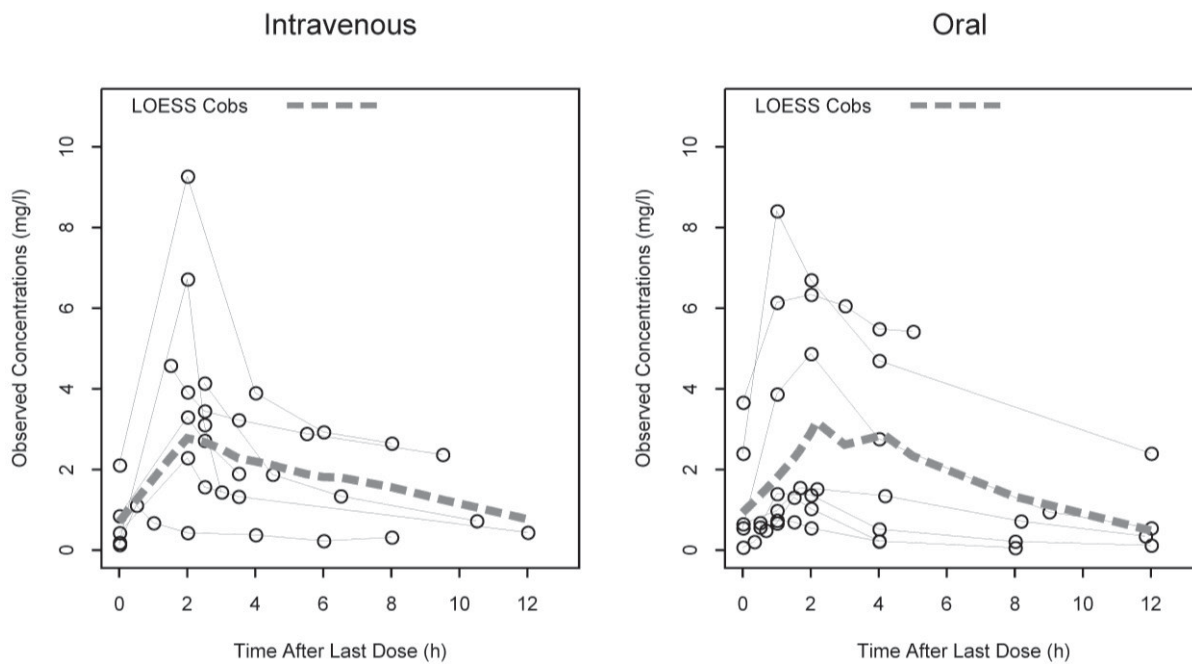 Intravenous
LOESS Cobs
Observed Concentrations (mg/l)
10
8
6
4
2
0
0 2 4 6 8 10 12
Time After Last Dose (h)
Oral
LOESS Cobs
Observed Concentrations (mg/l)
10
8
6
4
2
0
0 2 4 6 8 10 12
Time After Last Dose (h)